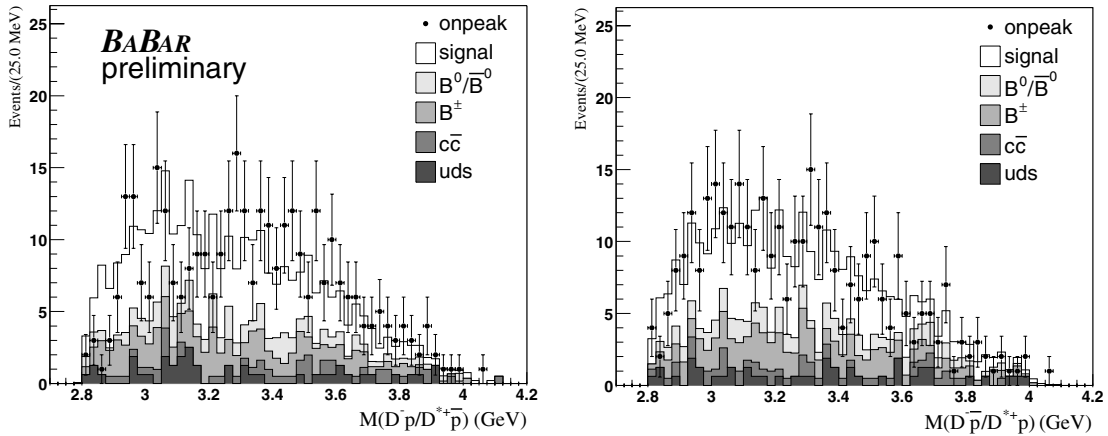 Events/(25.0 MeV)
25
20
15
10
5
0
BABAR
preliminary
onpeak
signal
B⁰/B̅⁰
B±
cc̅
uds
2.8 3 3.2 3.4 3.6 3.8 4 4.2
M(D⁻p/D*⁺p̅) (GeV)
Events/(25.0 MeV)
25
20
15
10
5
0
onpeak
signal
B⁰/B̅⁰
B±
cc̅
uds
2.8 3 3.2 3.4 3.6 3.8 4 4.2
M(D⁻p̅/D*⁺p) (GeV)